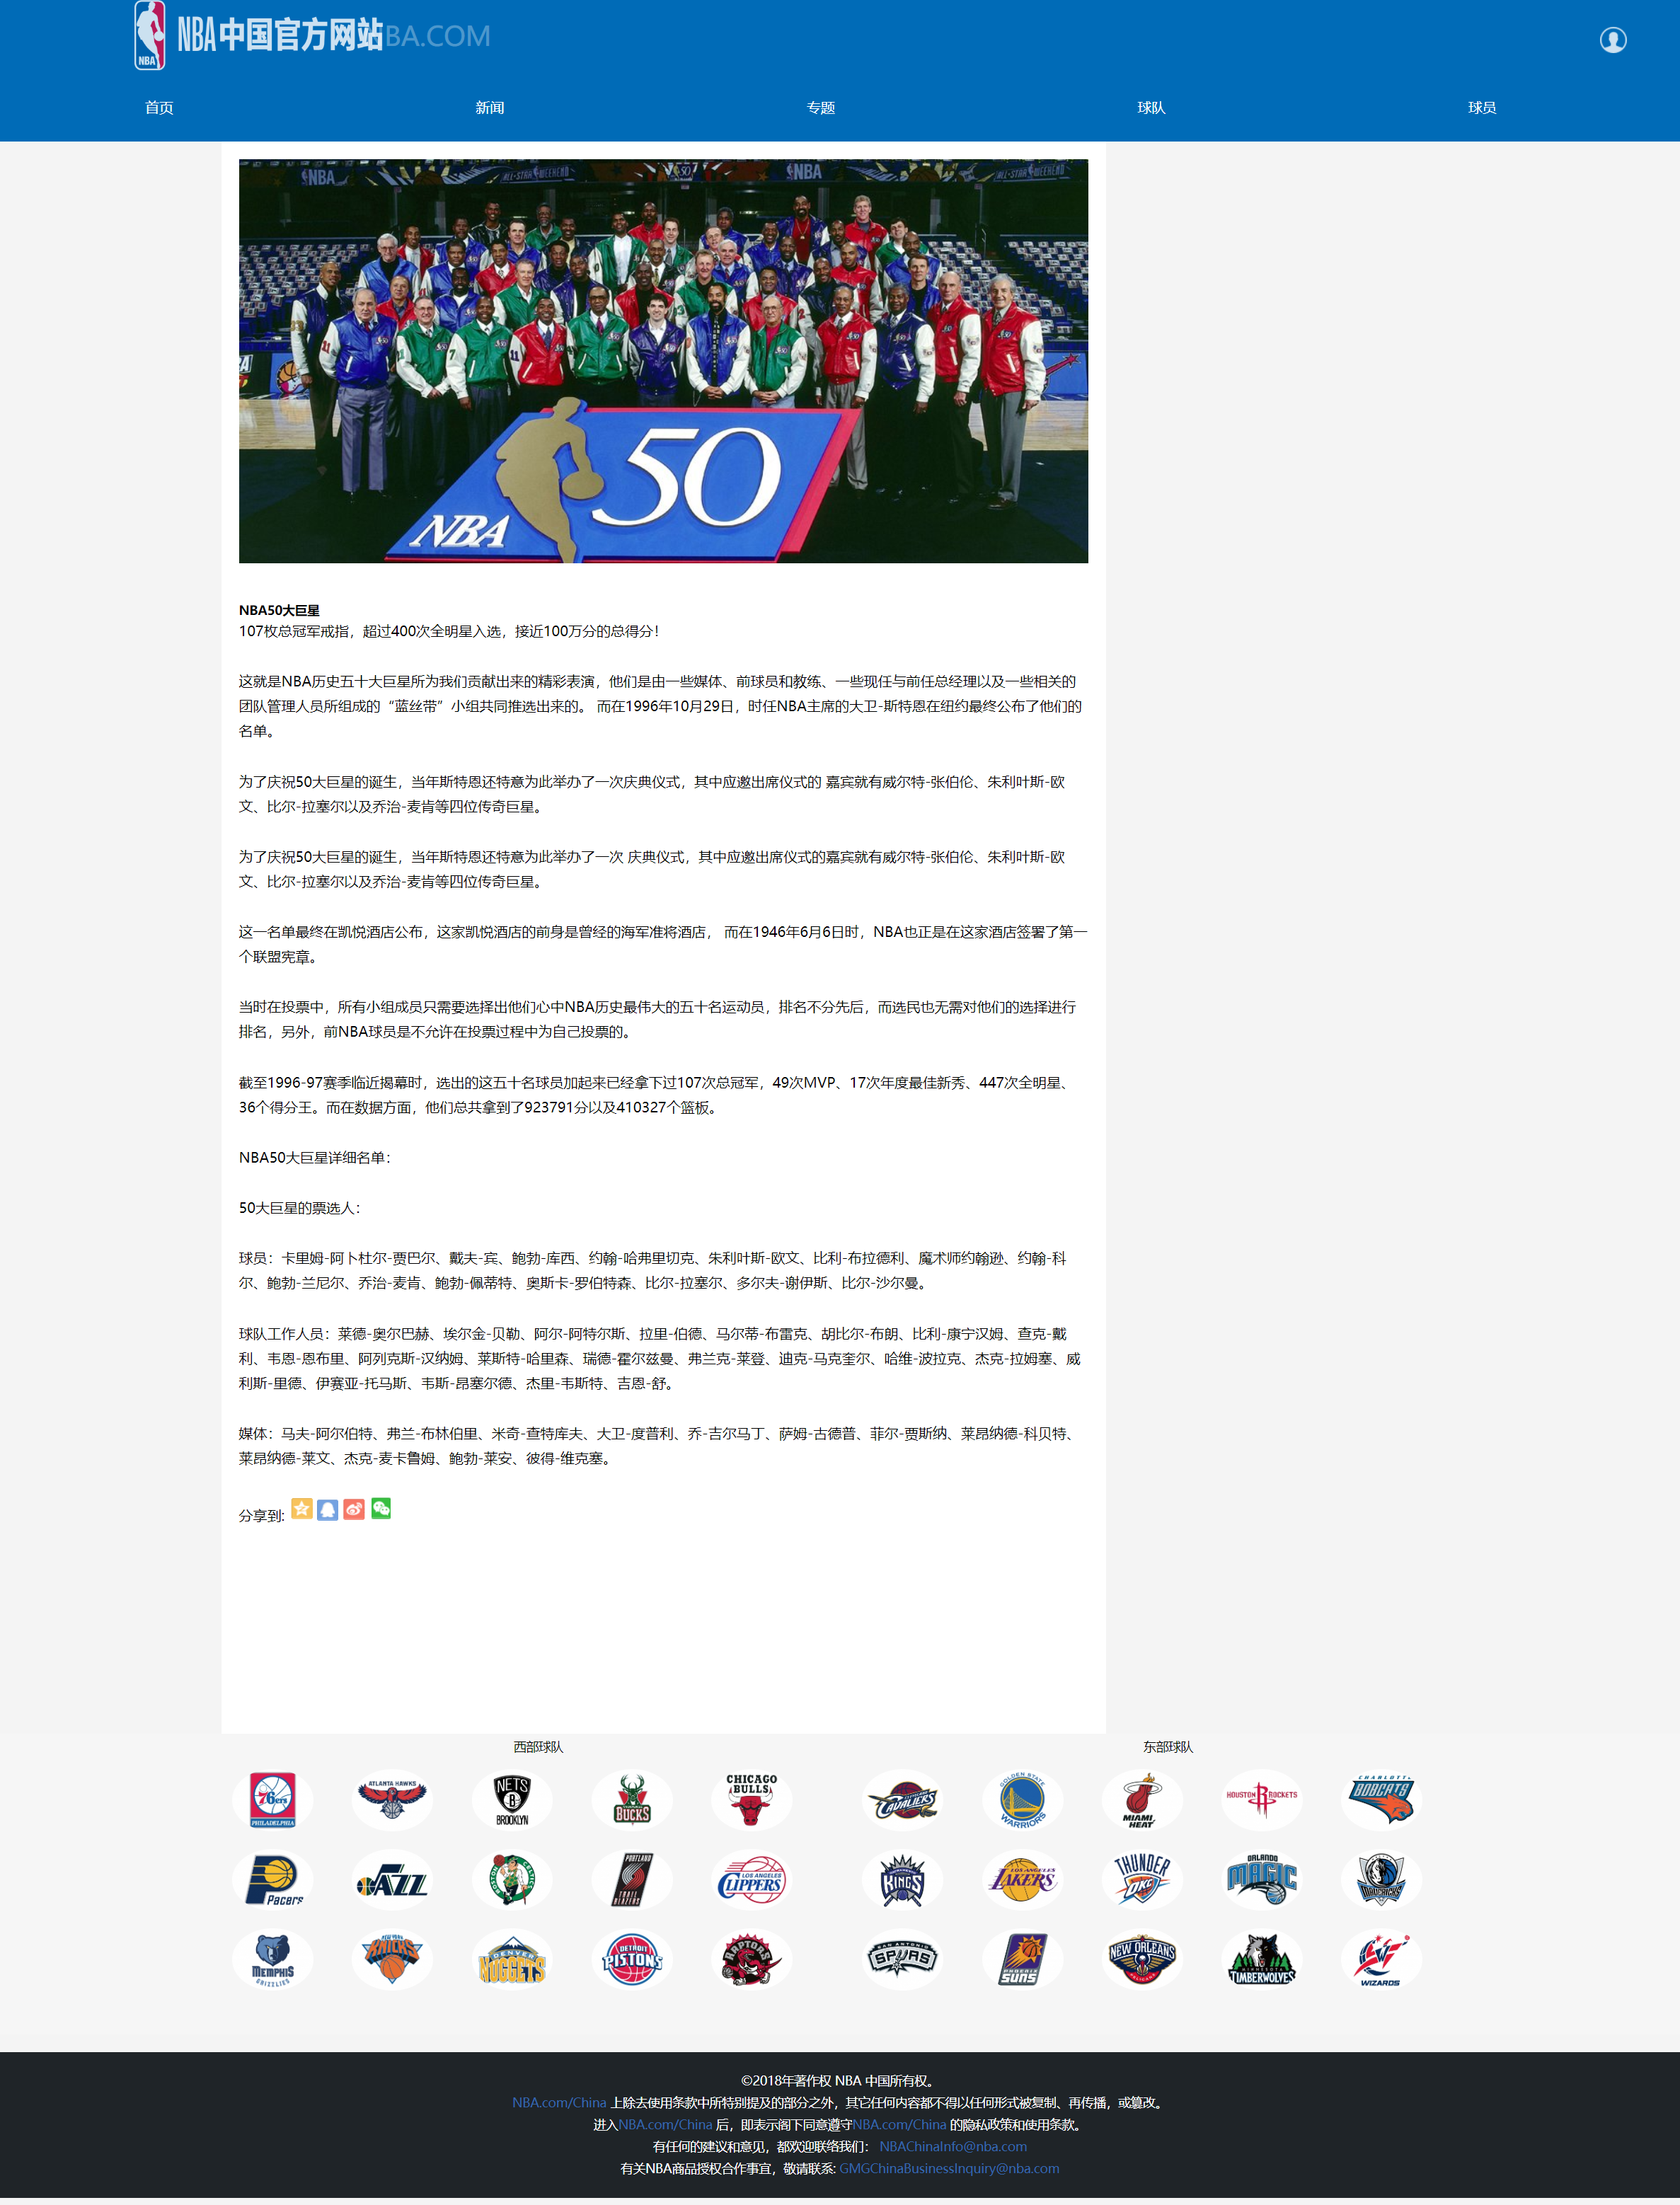 NBA
NBA中国官方网站
BA.COM
首页 新闻 专题 球队 球员
NBA
50
NBA
ALL-STAR WEEKEND
NBA 50
NBA50大巨星
107枚总冠军戒指，超过400次全明星入选，接近100万分的总得分！
这就是NBA历史五十大巨星所为我们贡献出来的精彩表演，他们是由一些媒体、前球员和教练、一些现任与前任总经理以及一些相关的
团队管理人员所组成的“蓝丝带”小组共同推选出来的。 而在1996年10月29日，时任NBA主席的大卫-斯特恩在纽约最终公布了他们的
名单。
为了庆祝50大巨星的诞生，当年斯特恩还特意为此举办了一次庆典仪式，其中应邀出席仪式的 嘉宾就有威尔特-张伯伦、朱利叶斯-欧
文、比尔-拉塞尔以及乔治-麦肯等四位传奇巨星。
为了庆祝50大巨星的诞生，当年斯特恩还特意为此举办了一次 庆典仪式，其中应邀出席仪式的嘉宾就有威尔特-张伯伦、朱利叶斯-欧
文、比尔-拉塞尔以及乔治-麦肯等四位传奇巨星。
这一名单最终在凯悦酒店公布，这家凯悦酒店的前身是曾经的海军准将酒店， 而在1946年6月6日时，NBA也正是在这家酒店签署了第一
个联盟宪章。
当时在投票中，所有小组成员只需要选择出他们心中NBA历史最伟大的五十名运动员，排名不分先后，而选民也无需对他们的选择进行
排名，另外，前NBA球员是不允许在投票过程中为自己投票的。
截至1996-97赛季临近揭幕时，选出的这五十名球员加起来已经拿下过107次总冠军，49次MVP、17次年度最佳新秀、447次全明星、
36个得分王。而在数据方面，他们总共拿到了923791分以及410327个篮板。
NBA50大巨星详细名单：
50大巨星的票选人：
球员：卡里姆-阿卜杜尔-贾巴尔、戴夫-宾、鲍勃-库西、约翰-哈弗里切克、朱利叶斯-欧文、比利-布拉德利、魔术师约翰逊、约翰-科
尔、鲍勃-兰尼尔、乔治-麦肯、鲍勃-佩蒂特、奥斯卡-罗伯特森、比尔-拉塞尔、多尔夫-谢伊斯、比尔-沙尔曼。
球队工作人员：莱德-奥尔巴赫、埃尔金-贝勒、阿尔-阿特尔斯、拉里-伯德、马尔蒂-布雷克、胡比尔-布朗、比利-康宁汉姆、查克-戴
利、韦恩-恩布里、阿列克斯-汉纳姆、莱斯特-哈里森、瑞德-霍尔兹曼、弗兰克-莱登、迪克-马克奎尔、哈维-波拉克、杰克-拉姆塞、威
利斯-里德、伊赛亚-托马斯、韦斯-昂塞尔德、杰里-韦斯特、吉恩-舒。
媒体：马夫-阿尔伯特、弗兰-布林伯里、米奇-查特库夫、大卫-度普利、乔-吉尔马丁、萨姆-古德普、菲尔-贾斯纳、莱昂纳德-科贝特、
莱昂纳德-莱文、杰克-麦卡鲁姆、鲍勃-莱安、彼得-维克塞。
分享到:
西部球队 东部球队
76ers PHILADELPHIA ATLANTA HAWKS NETS B BROOKLYN BUCKS CHICAGO BULLS CAVALIERS GOLDEN STATE WARRIORS MIAMI HEAT HOUSTON ROCKETS CHARLOTTE BOBCATS
Pacers JAZZ CELTICS PORTLAND TRAIL BLAZERS LOS ANGELES CLIPPERS KINGS LOS ANGELES LAKERS THUNDER OKC ORLANDO MAGIC MAVERICKS
MEMPHIS GRIZZLIES NEW YORK KNICKS DENVER NUGGETS DETROIT PISTONS RAPTORS SAN ANTONIO SPURS PHOENIX SUNS NEW ORLEANS PELICANS MINNESOTA TIMBERWOLVES WIZARDS
©2018年著作权 NBA 中国所有权。
NBA.com/China 上除去使用条款中所特别提及的部分之外，其它任何内容都不得以任何形式被复制、再传播，或篡改。
进入NBA.com/China 后，即表示阁下同意遵守NBA.com/China 的隐私政策和使用条款。
有任何的建议和意见，都欢迎联络我们： NBAChinaInfo@nba.com
有关NBA商品授权合作事宜，敬请联系: GMGChinaBusinessInquiry@nba.com